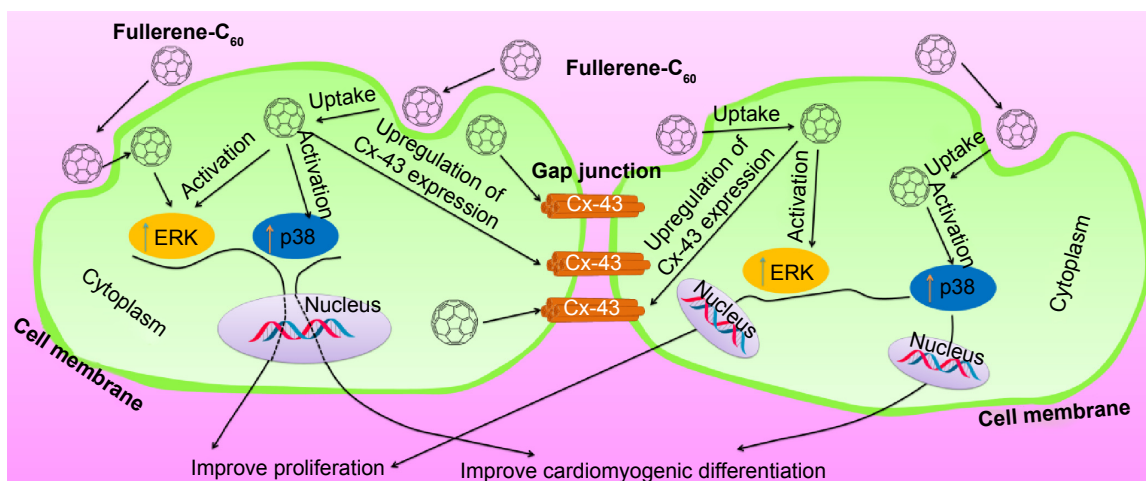 Fullerene-C60
Fullerene-C60
Uptake
Activation
Activation
Upregulation of
Cx-43 expression
ERK
p38
Cytoplasm
Nucleus
Cell membrane
Gap junction
Cx-43
Cx-43
Cx-43
Uptake
Upregulation of
Cx-43 expression
Activation
ERK
Nucleus
Uptake
Activation
p38
Nucleus
Cytoplasm
Cell membrane
Improve proliferation
Improve cardiomyogenic differentiation